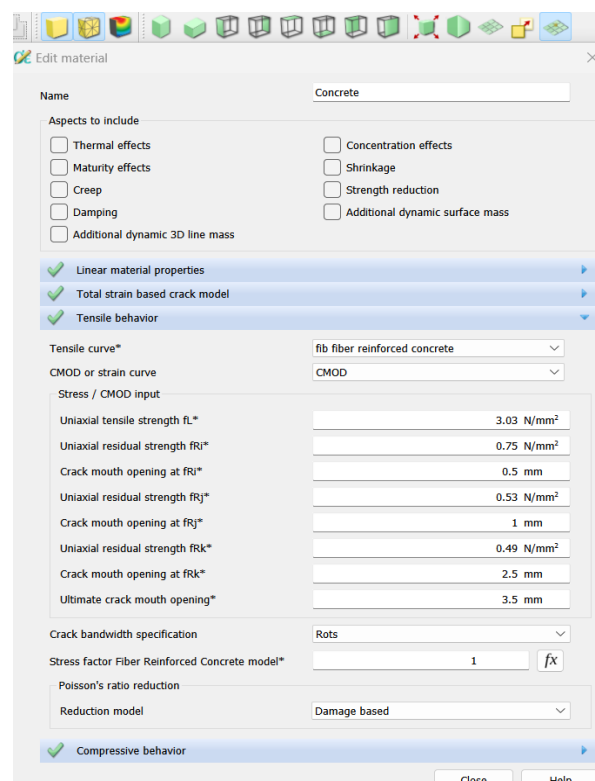 Edit material
Name Concrete
Aspects to include
Thermal effects Concentration effects
Maturity effects Shrinkage
Creep Strength reduction
Damping Additional dynamic surface mass
Additional dynamic 3D line mass
Linear material properties
Total strain based crack model
Tensile behavior
Tensile curve* fib fiber reinforced concrete
CMOD or strain curve CMOD
Stress / CMOD input
Uniaxial tensile strength fL* 3.03 N/mm²
Uniaxial residual strength fRi* 0.75 N/mm²
Crack mouth opening at fRi* 0.5 mm
Uniaxial residual strength fRj* 0.53 N/mm²
Crack mouth opening at fRj* 1 mm
Uniaxial residual strength fRk* 0.49 N/mm²
Crack mouth opening at fRk* 2.5 mm
Ultimate crack mouth opening* 3.5 mm
Crack bandwidth specification Rots
Stress factor Fiber Reinforced Concrete model* 1 fx
Poisson's ratio reduction
Reduction model Damage based
Compressive behavior
Close Help